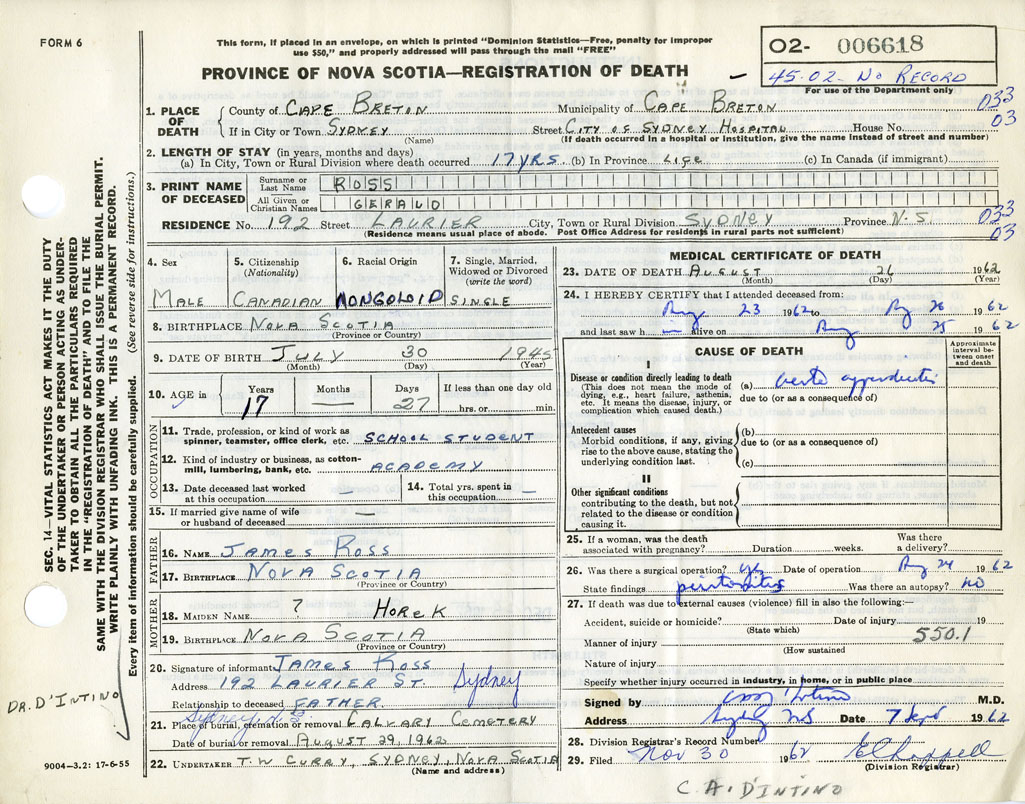 FORM 6
This form, if placed in an envelope, on which is printed "Dominion Statistics—Free, penalty for improper
use $50," and properly addressed will pass through the mail "FREE"
O2- 006618
PROVINCE OF NOVA SCOTIA—REGISTRATION OF DEATH
45-02- No RECORD
For use of the Department only
1. PLACE OF DEATH
County of CAPE BRETON Municipality of CAPE BRETON 033
If in City or Town SYDNEY Street CITY OF SYDNEY HOSPITAL House No. 03
(Name) (If death occurred in a hospital or institution, give the name instead of street and number)
2. LENGTH OF STAY (in years, months and days)
(a) In City, Town or Rural Division where death occurred 17 YRS. (b) In Province LIFE (c) In Canada (if immigrant)
3. PRINT NAME OF DECEASED
Surname or Last Name ROSS
All Given or Christian Names GERALD
RESIDENCE No. 192 Street LAURIER City, Town or Rural Division SYDNEY Province N.S. 033
(Residence means usual place of abode. Post Office Address for residents in rural parts not sufficient) 03
4. Sex 5. Citizenship (Nationality) 6. Racial Origin 7. Single, Married, Widowed or Divorced (write the word)
MALE CANADIAN MONGOLOID SINGLE
8. BIRTHPLACE NOVA SCOTIA
(Province or Country)
9. DATE OF BIRTH JULY 30 1945
(Month) (Day) (Year)
10. AGE in Years Months Days If less than one day old
17 — 27 hrs. or min.
OCCUPATION
11. Trade, profession, or kind of work as
spinner, teamster, office clerk, etc. SCHOOL STUDENT
12. Kind of industry or business, as cotton-
mill, lumbering, bank, etc. ACADEMY
13. Date deceased last worked
at this occupation —
14. Total yrs. spent in
this occupation —
15. If married give name of wife
or husband of deceased —
FATHER
16. NAME JAMES ROSS
17. BIRTHPLACE NOVA SCOTIA
(Province or Country)
MOTHER
18. MAIDEN NAME ? HOREK
19. BIRTHPLACE NOVA SCOTIA
(Province or Country)
20. Signature of informant JAMES ROSS
Address 192 LAURIER ST. Sydney
Relationship to deceased FATHER.
Sydney N.S.
21. Place of burial, cremation or removal CALVARY CEMETERY
Date of burial or removal AUGUST 29, 1962
22. UNDERTAKER T.W. CURRY, SYDNEY, NOVA SCOTIA
(Name and address)
MEDICAL CERTIFICATE OF DEATH
23. DATE OF DEATH AUGUST 26 1962
(Month) (Day) (Year)
24. I HEREBY CERTIFY that I attended deceased from:
Aug 23 1962 to Aug 26 1962
and last saw h — alive on Aug 25 1962
CAUSE OF DEATH
Approximate interval be-
tween onset
and death
I
Disease or condition directly leading to death
(This does not mean the mode of
dying, e.g., heart failure, asthenia,
etc. It means the disease, injury, or
complication which caused death.)
(a) acute appendicitis
due to (or as a consequence of)
Antecedent causes
Morbid conditions, if any, giving
rise to the above cause, stating the
underlying condition last.
(b)
due to (or as a consequence of)
(c)
II
Other significant conditions
contributing to the death, but not
related to the disease or condition
causing it.
25. If a woman, was the death Was there
associated with pregnancy? Duration weeks. a delivery?
26. Was there a surgical operation? yes Date of operation Aug 24 1962
State findings peritonitis Was there an autopsy? no
27. If death was due to external causes (violence) fill in also the following:—
Accident, suicide or homicide? Date of injury 19
(State which) 550.1
Manner of injury
(How sustained
Nature of injury
Specify whether injury occurred in industry, in home, or in public place
Signed by M.D.
Address Sydney NS Date 7 Sept 1962
28. Division Registrar's Record Number
29. Filed Nov 30 1962
(Division Registrar)
C. A. D'INTINO
SEC. 14—VITAL STATISTICS ACT MAKES IT THE DUTY
OF THE UNDERTAKER OR PERSON ACTING AS UNDER-
TAKER TO OBTAIN ALL THE PARTICULARS REQUIRED
IN THE "REGISTRATION OF DEATH" AND TO FILE THE
SAME WITH THE DIVISION REGISTRAR WHO SHALL ISSUE THE BURIAL PERMIT.
WRITE PLAINLY WITH UNFADING INK. THIS IS A PERMANENT RECORD.
Every item of information should be carefully supplied. (See reverse side for instructions.)
DR. D'INTINO
9004-3.2: 17-6-55